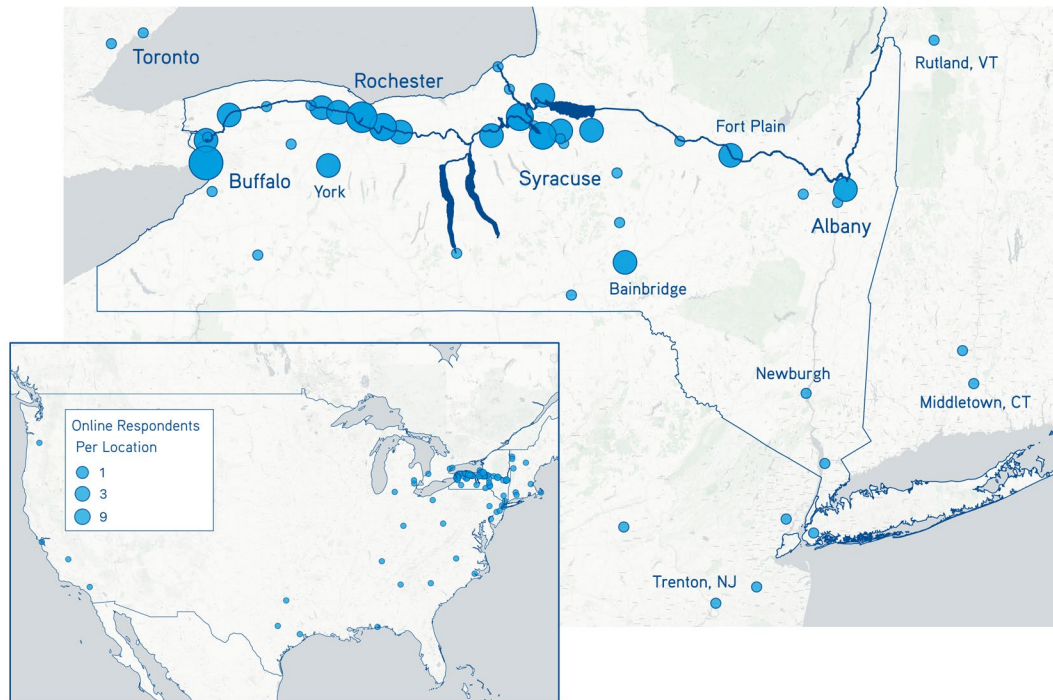 Toronto
Rochester
Rutland, VT
Fort Plain
Buffalo
York
Syracuse
Albany
Bainbridge
Newburgh
Middletown, CT
Trenton, NJ
Online Respondents
Per Location
1
3
9